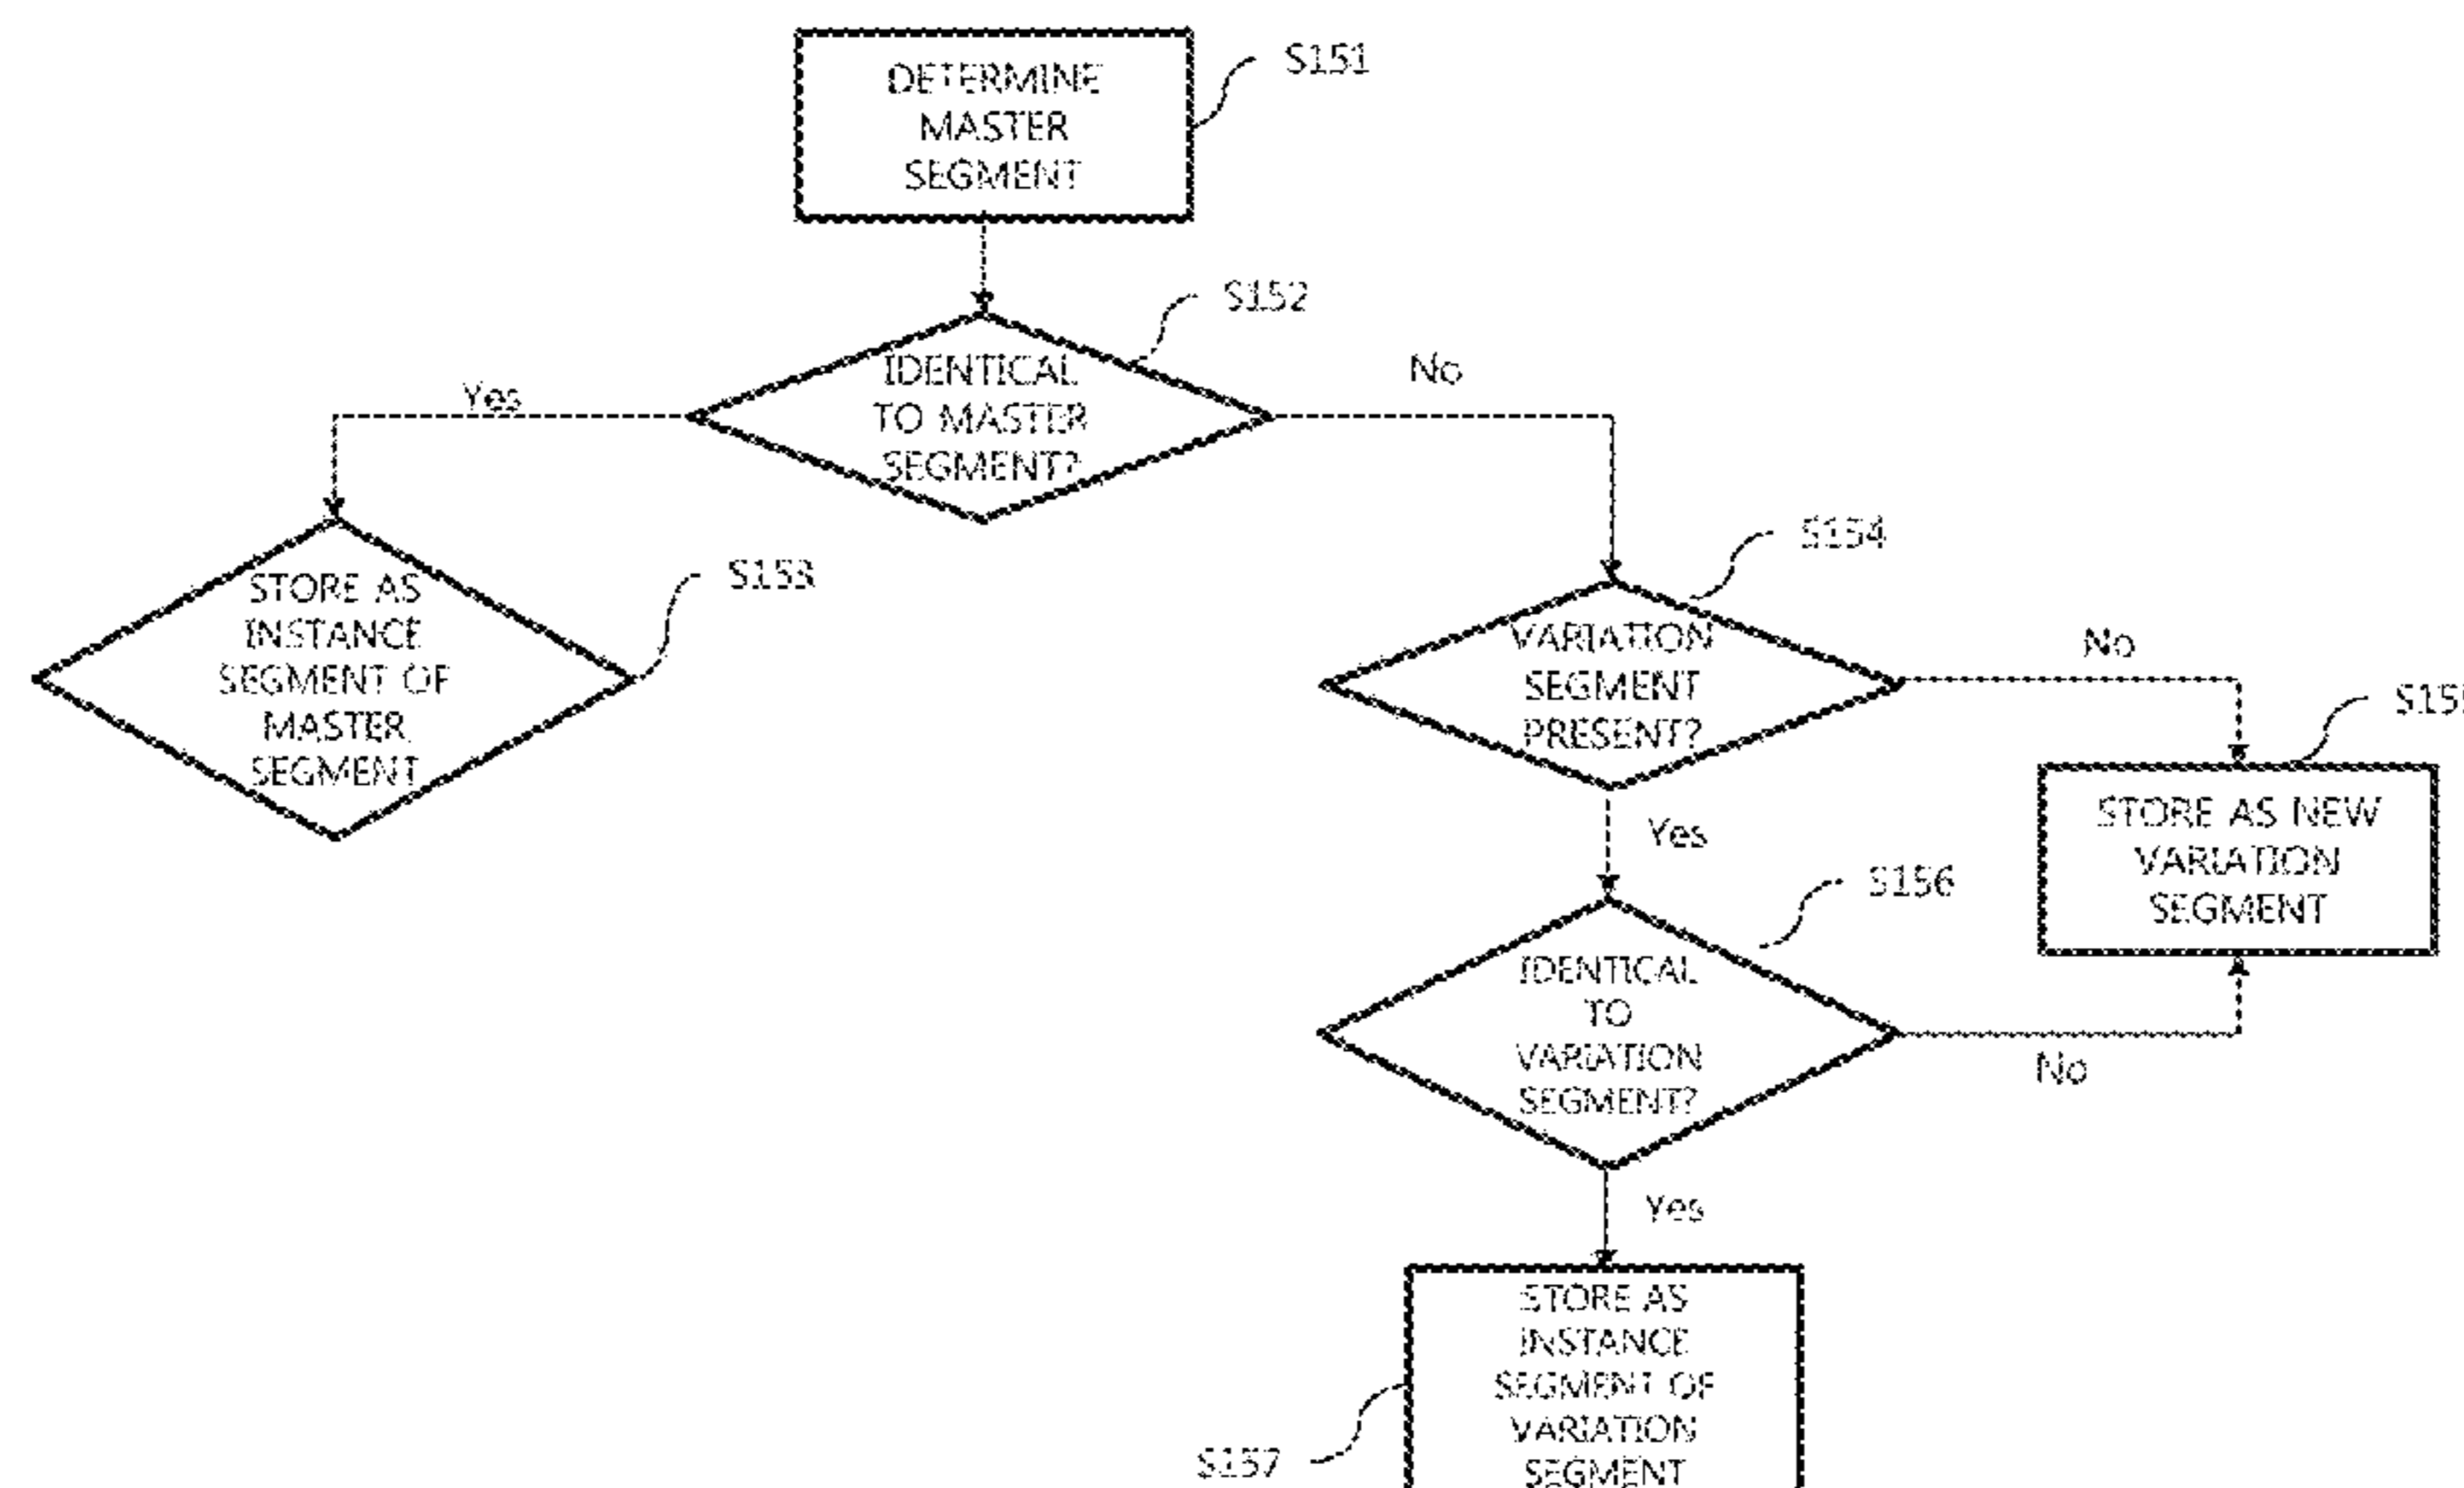 DETERMINE
MASTER
SEGMENT
S151
IDENTICAL
TO MASTER
SEGMENT?
S152
Yes
No
STORE AS
INSTANCE
SEGMENT OF
MASTER
SEGMENT
S153
VARIATION
SEGMENT
PRESENT?
S154
No
Yes
STORE AS NEW
VARIATION
SEGMENT
IDENTICAL
TO
VARIATION
SEGMENT?
S156
No
Yes
STORE AS
INSTANCE
SEGMENT OF
VARIATION
SEGMENT
S157